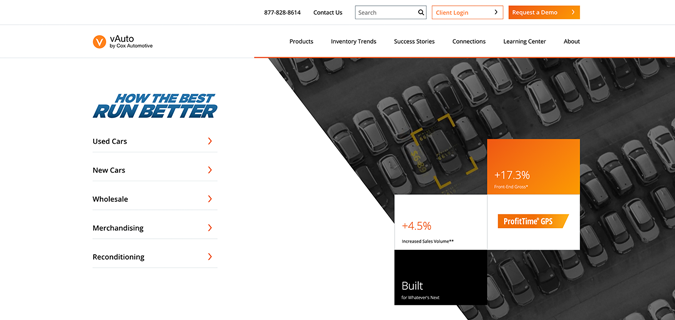 877-828-8614
Contact Us
Search
Client Login
Request a Demo
vAuto
by Cox Automotive
Products
Inventory Trends
Success Stories
Connections
Learning Center
About
HOW THE BEST
RUN BETTER
Used Cars
New Cars
Wholesale
Merchandising
Reconditioning
+17.3%
Front End Gross*
+4.5%
Increased Sales Volume**
ProfitTime® GPS
Built
for Whatever's Next